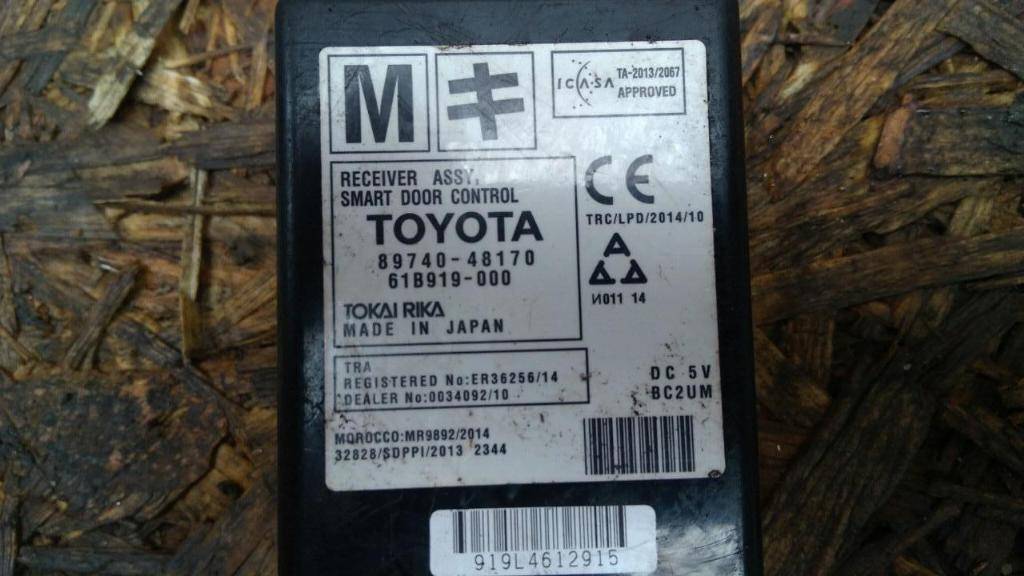 M キ
ICASA
TA-2013/2067
APPROVED
RECEIVER ASSY,
SMART DOOR CONTROL
TOYOTA
89740-48170
61B919-000
TOKAI RIKA
MADE IN JAPAN
CE
TRC/LPD/2014/10
A
И011 14
TRA
REGISTERED No:ER36256/14
DEALER No:0034092/10
DC 5V
BC2UM
MOROCCO:MR9892/2014
32828/SDPPI/2013 2344
919L4612915